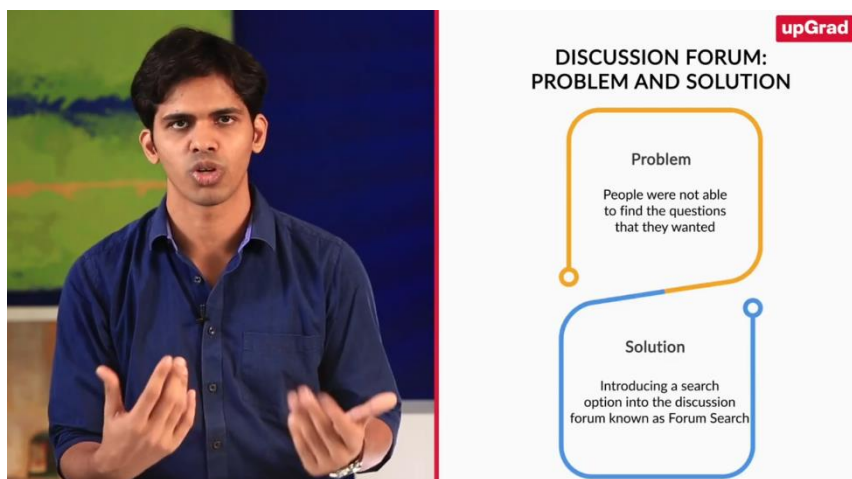 upGrad
DISCUSSION FORUM:
PROBLEM AND SOLUTION
Problem
People were not able
to find the questions
that they wanted
Solution
Introducing a search
option into the discussion
forum known as Forum Search